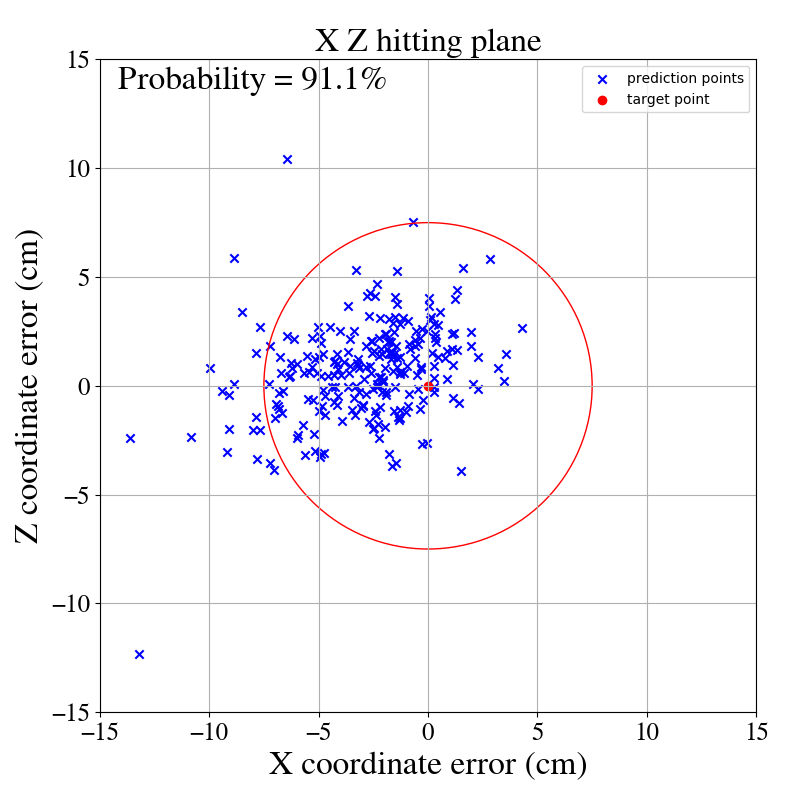 X Z hitting plane
Probability = 91.1%
prediction points
target point
Z coordinate error (cm)
15
10
5
0
−5
−10
−15
−15
−10
−5
0
5
10
15
X coordinate error (cm)